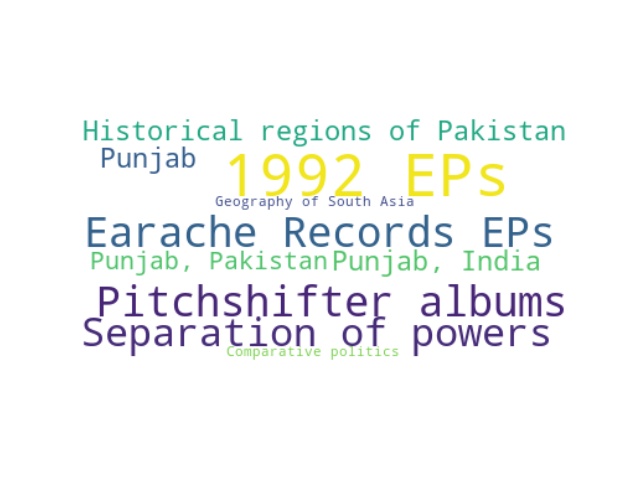 Historical regions of Pakistan
Punjab
1992 EPs
Geography of South Asia
Earache Records EPs
Punjab, Pakistan
Punjab, India
Pitchshifter albums
Separation of powers
Comparative politics